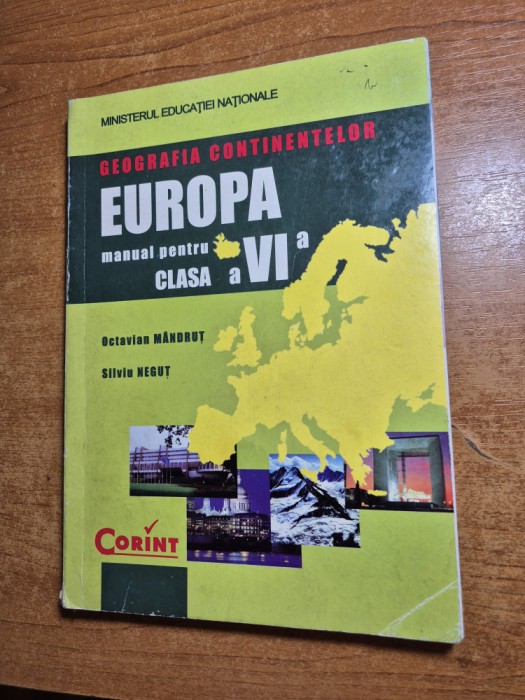 MINISTERUL EDUCAȚIEI NAȚIONALE
GEOGRAFIA CONTINENTELOR
EUROPA
manual pentru
CLASA a VI a
Octavian MÂNDRUȚ
Silviu NEGUȚ
CORINT